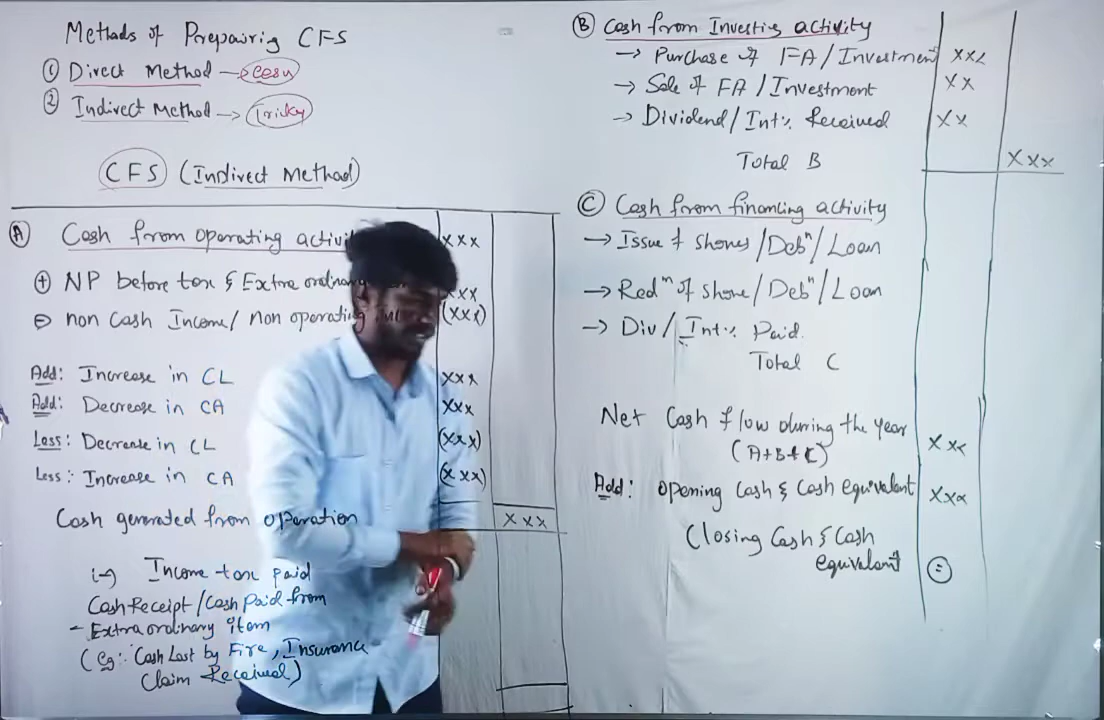 Methods of Prepairing CFS
① Direct Method → easy
② Indirect Method → Tricky
CFS (Indirect Method)
Ⓐ Cash from operating activi xxx
⊕ NP before tax & Extra ordinary xxx
⊖ non Cash Income/ Non operating (xxx)
Add: Increase in CL xxx
Add: Decrease in CA xxx
Less: Decrease in CL (xxx)
Less: Increase in CA (xxx)
Cash generated from operation xxx
(-) Income tax paid
Cash Receipt/Cash Paid from
- Extra ordinary item
(eg: Cash Lost by Fire, Insurance
Claim Received)
Ⓑ Cash from Investing activity
→ Purchase of FA/Investment xxx
→ Sale of FA/Investment xx
→ Dividend/Int. Received xx
Total B xxx
Ⓒ Cash from financing activity
→ Issue of Shares/Debⁿ/Loan
→ Redⁿ of Share/Debⁿ/Loan
→ Div/Int. Paid.
Total C
Net Cash flow during the year
(A+B+C) xxx
Add: Opening Cash & Cash equivalent xxx
Closing Cash & Cash
equivalent =